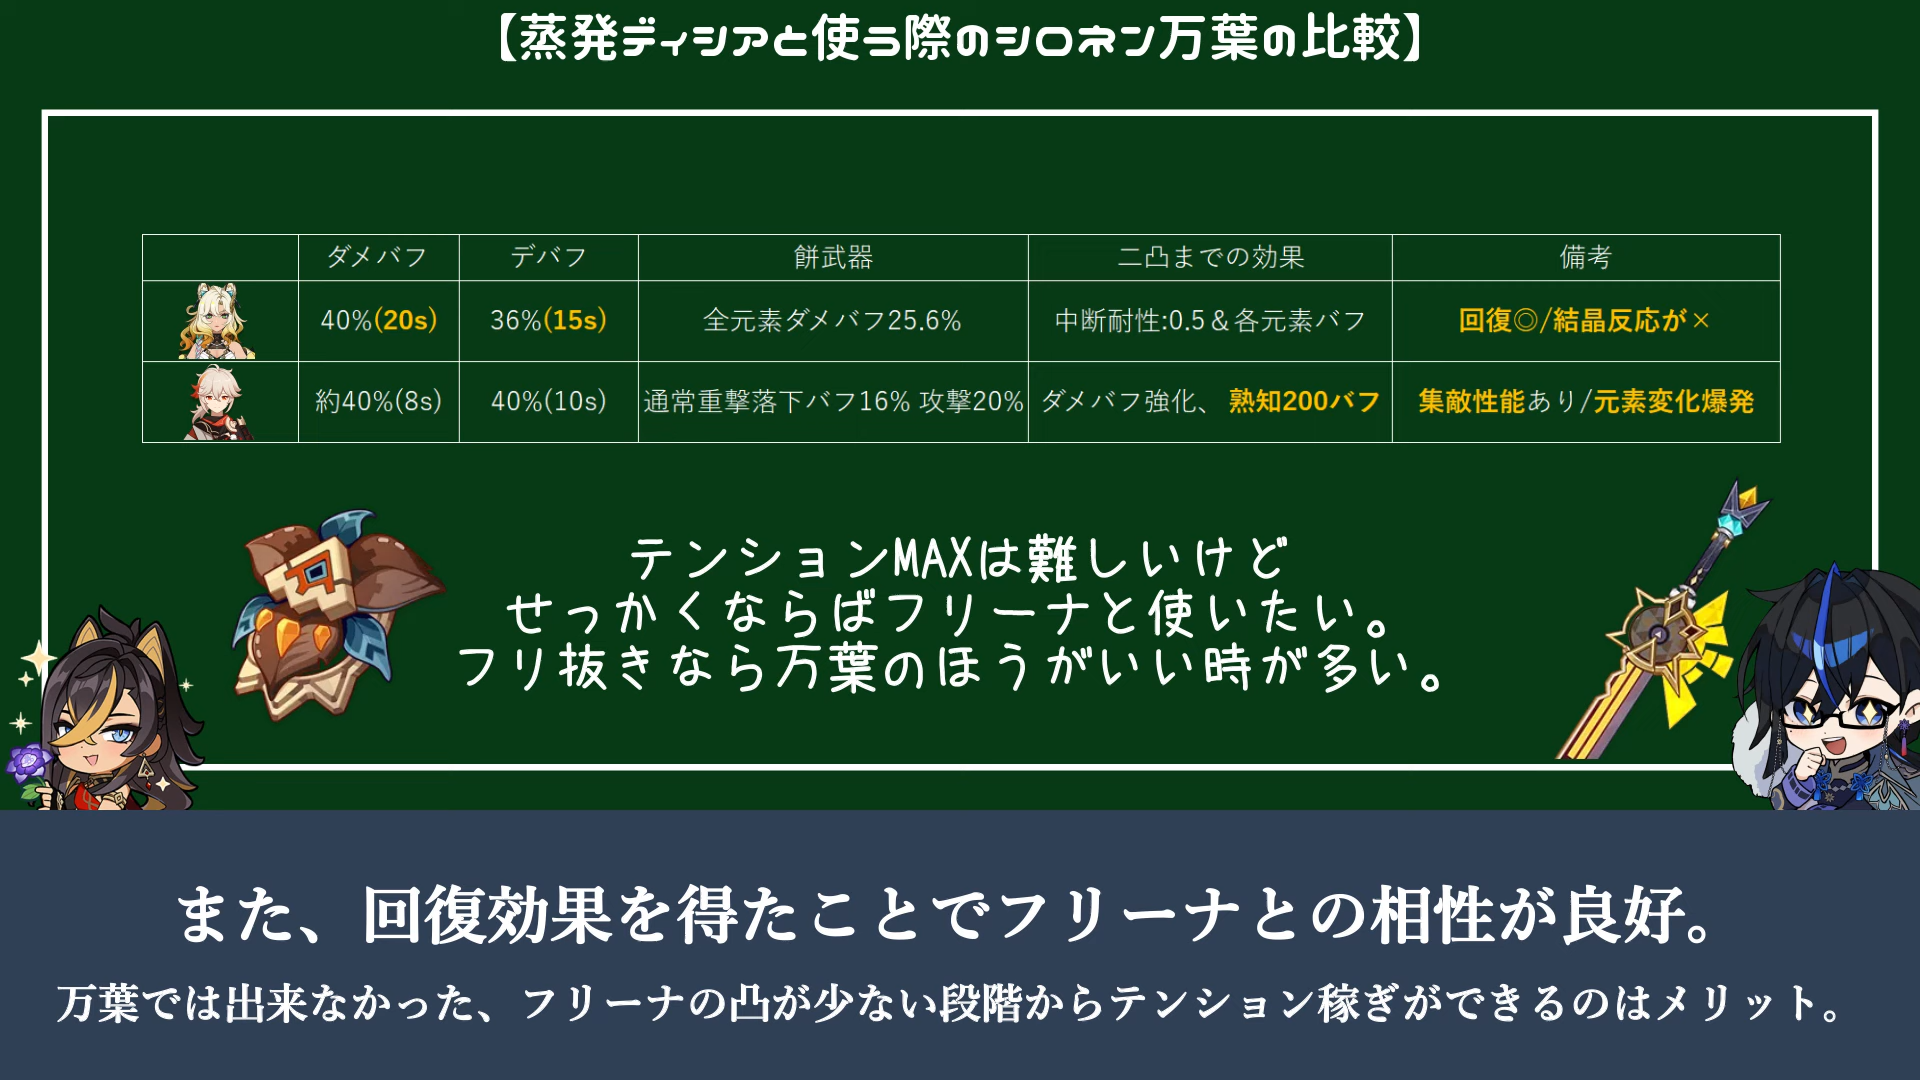 【蒸発ディシアと使う際のシロネン万葉の比較】
ダメバフ デバフ 餅武器 二凸までの効果 備考
40%(20s) 36%(15s) 全元素ダメバフ25.6% 中断耐性:0.5＆各元素バフ 回復◎/結晶反応が×
約40%(8s) 40%(10s) 通常重撃落下バフ16% 攻撃20% ダメバフ強化、熟知200バフ 集敵性能あり/元素変化爆発
テンションMAXは難しいけど
せっかくならばフリーナと使いたい。
フリ抜きなら万葉のほうがいい時が多い。
また、回復効果を得たことでフリーナとの相性が良好。
万葉では出来なかった、フリーナの凸が少ない段階からテンション稼ぎができるのはメリット。